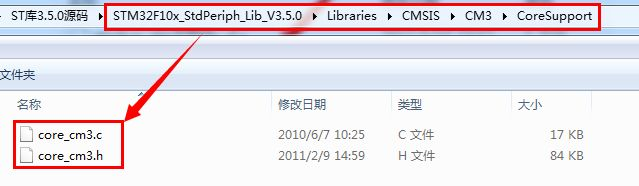 ST库3.5.0源码 STM32F10x_StdPeriph_Lib_V3.5.0 Libraries CMSIS CM3 CoreSupport
文件夹
名称 修改日期 类型 大小
core_cm3.c 2010/6/7 10:25 C 文件 17 KB
core_cm3.h 2011/2/9 14:59 H 文件 84 KB